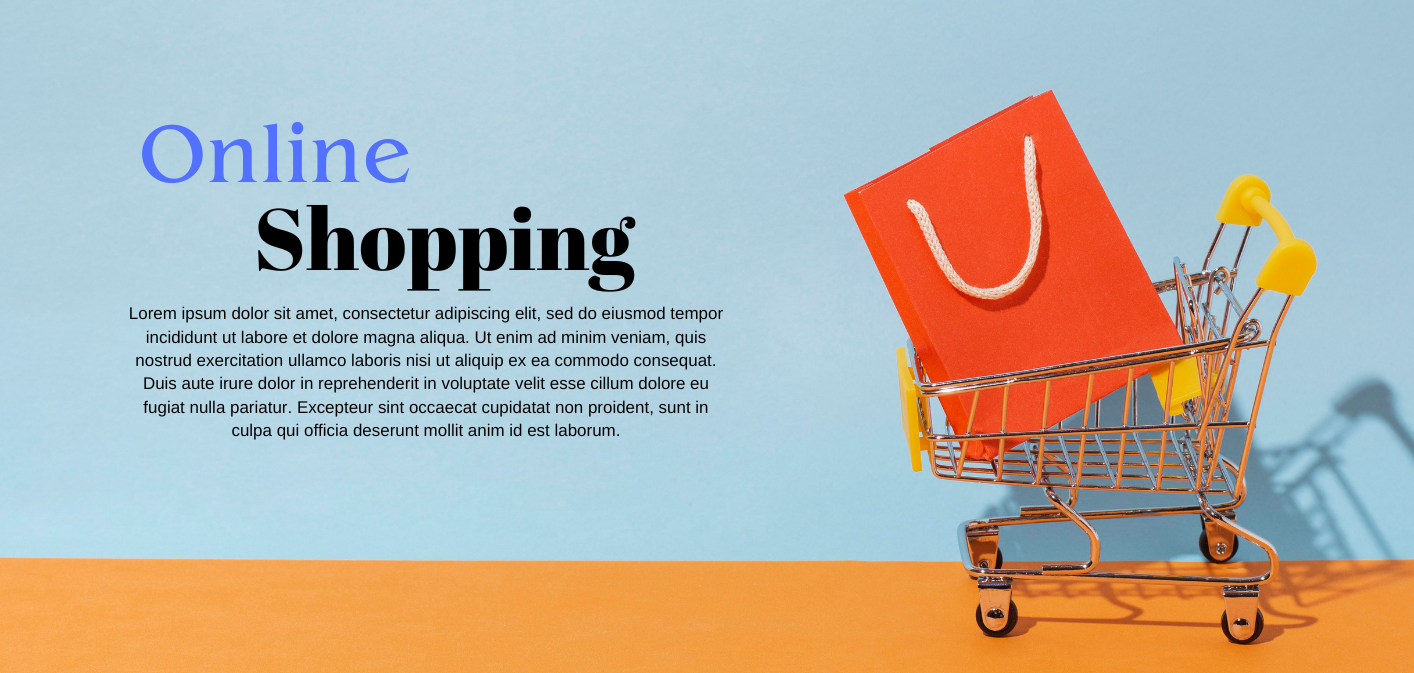 Online
Shopping
Lorem ipsum dolor sit amet, consectetur adipiscing elit, sed do eiusmod tempor
incididunt ut labore et dolore magna aliqua. Ut enim ad minim veniam, quis
nostrud exercitation ullamco laboris nisi ut aliquip ex ea commodo consequat.
Duis aute irure dolor in reprehenderit in voluptate velit esse cillum dolore eu
fugiat nulla pariatur. Excepteur sint occaecat cupidatat non proident, sunt in
culpa qui officia deserunt mollit anim id est laborum.